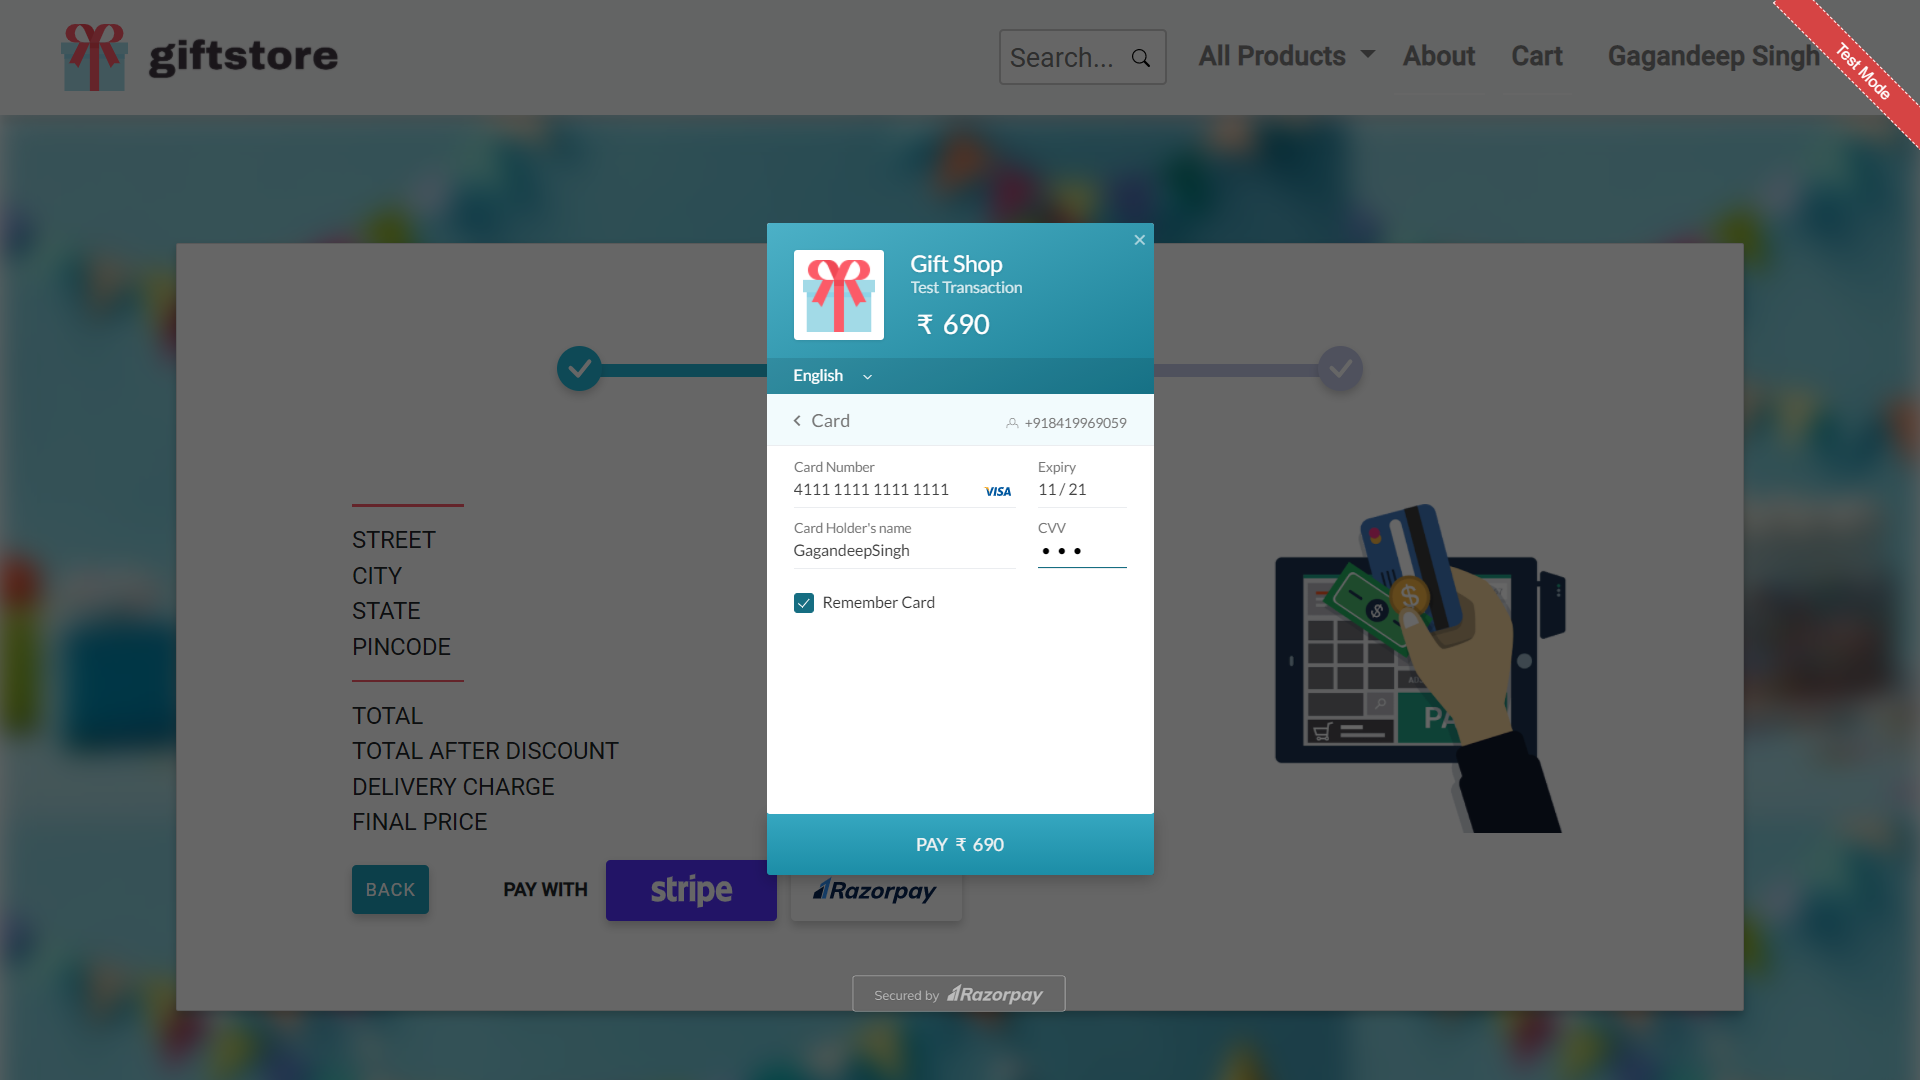 giftstore
Search...
All Products
About
Cart
Gagandeep Singh
Test Mode
Gift Shop
Test Transaction
₹ 690
English
Card
+918419969059
Card Number
4111 1111 1111 1111
VISA
Expiry
11 / 21
Card Holder's name
GagandeepSingh
CVV
Remember Card
PAY ₹ 690
STREET
CITY
STATE
PINCODE
TOTAL
TOTAL AFTER DISCOUNT
DELIVERY CHARGE
FINAL PRICE
BACK
PAY WITH
stripe
Razorpay
Secured by Razorpay